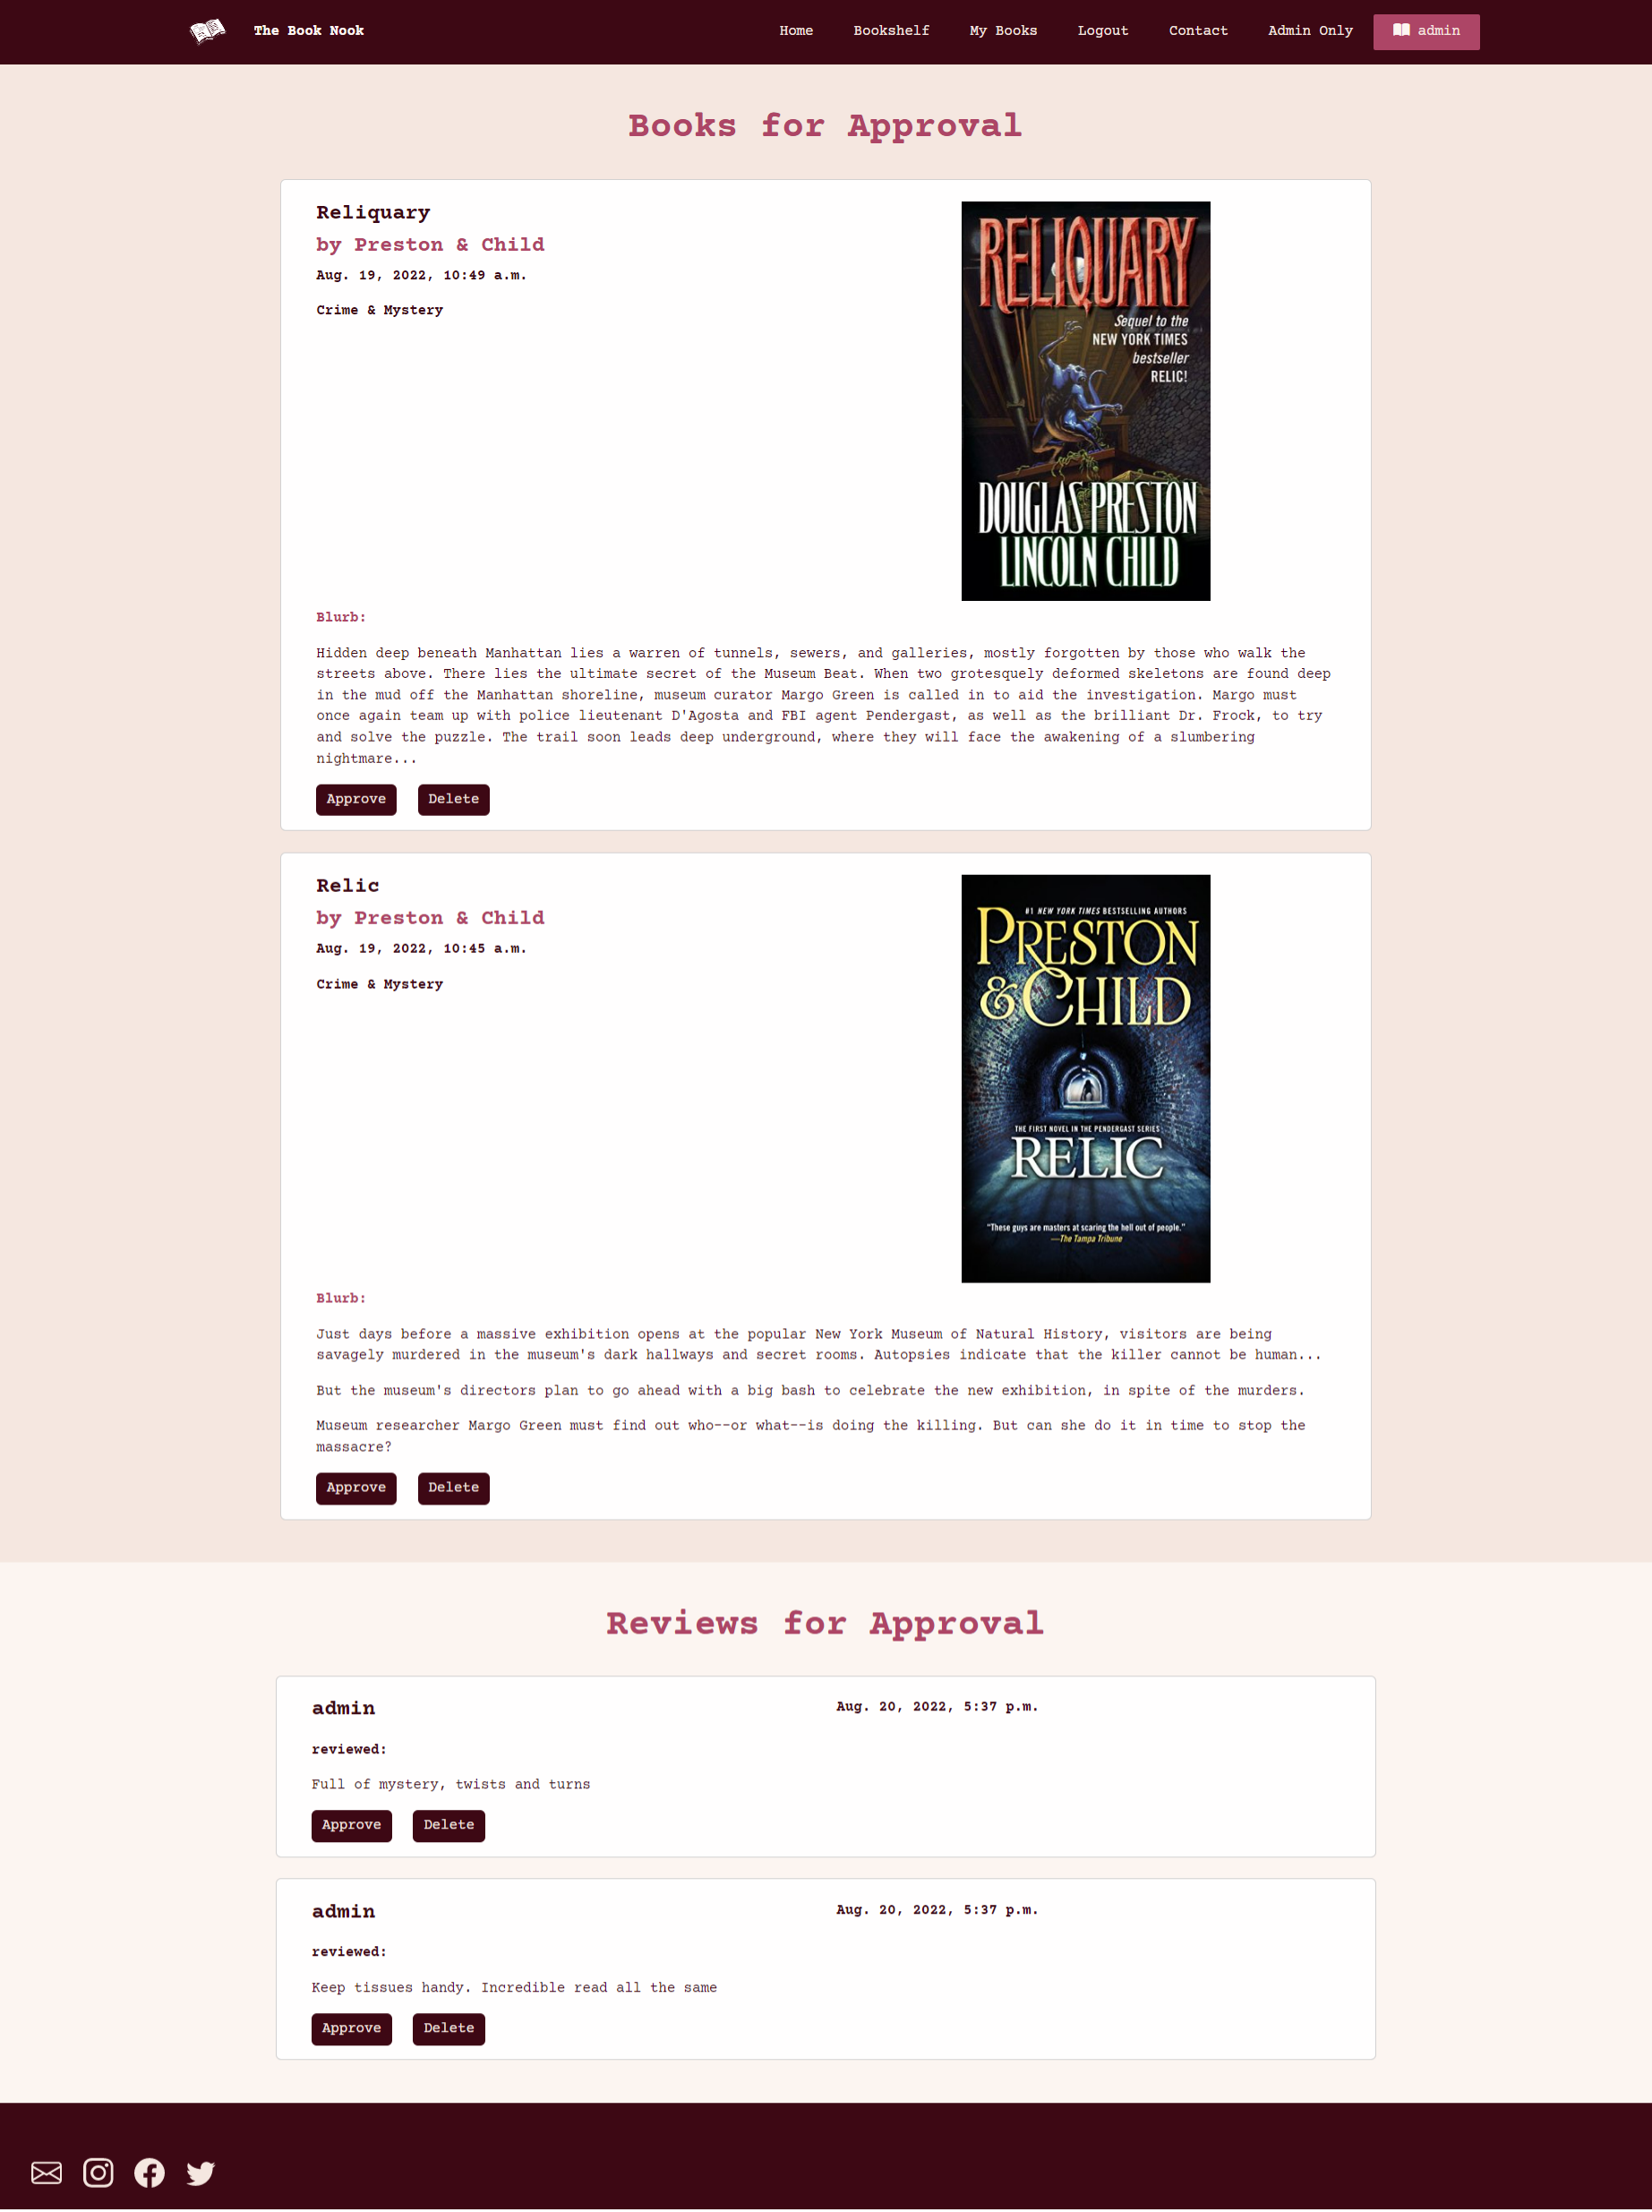 The Book Nook
Home
Bookshelf
My Books
Logout
Contact
Admin Only
admin
Books for Approval
Reliquary
by Preston & Child
Aug. 19, 2022, 10:49 a.m.
Crime & Mystery
RELIQUARY
Sequel to the
NEW YORK TIMES
bestseller
RELIC!
DOUGLAS PRESTON
LINCOLN CHILD
Blurb:
Hidden deep beneath Manhattan lies a warren of tunnels, sewers, and galleries, mostly forgotten by those who walk the
streets above. There lies the ultimate secret of the Museum Beat. When two grotesquely deformed skeletons are found deep
in the mud off the Manhattan shoreline, museum curator Margo Green is called in to aid the investigation. Margo must
once again team up with police lieutenant D'Agosta and FBI agent Pendergast, as well as the brilliant Dr. Frock, to try
and solve the puzzle. The trail soon leads deep underground, where they will face the awakening of a slumbering
nightmare...
Approve
Delete
Relic
by Preston & Child
Aug. 19, 2022, 10:45 a.m.
Crime & Mystery
#1 NEW YORK TIMES BESTSELLING AUTHORS
PRESTON
& CHILD
THE FIRST NOVEL IN THE PENDERGAST SERIES
RELIC
"These guys are masters at scaring the hell out of people."
—The Tampa Tribune
Blurb:
Just days before a massive exhibition opens at the popular New York Museum of Natural History, visitors are being
savagely murdered in the museum's dark hallways and secret rooms. Autopsies indicate that the killer cannot be human...
But the museum's directors plan to go ahead with a big bash to celebrate the new exhibition, in spite of the murders.
Museum researcher Margo Green must find out who--or what--is doing the killing. But can she do it in time to stop the
massacre?
Approve
Delete
Reviews for Approval
admin
Aug. 20, 2022, 5:37 p.m.
reviewed:
Full of mystery, twists and turns
Approve
Delete
admin
Aug. 20, 2022, 5:37 p.m.
reviewed:
Keep tissues handy. Incredible read all the same
Approve
Delete